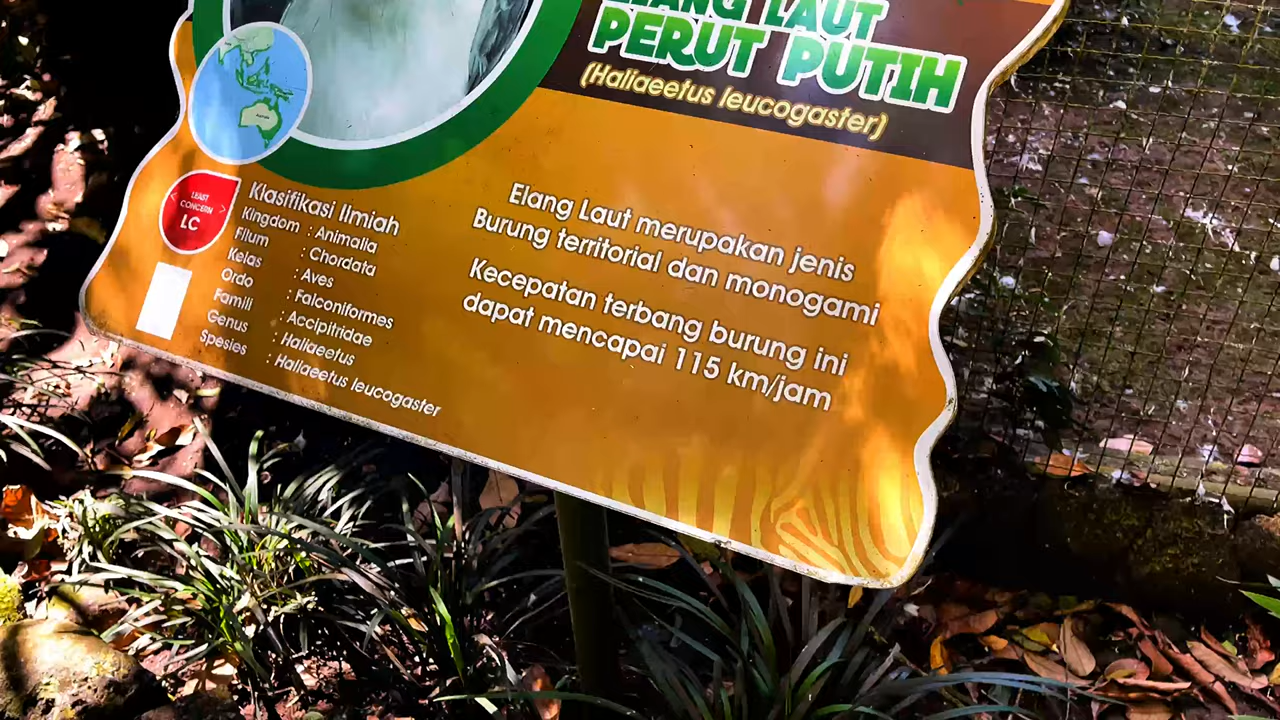 ELANG LAUT
PERUT PUTIH
(Haliaeetus leucogaster)
LEAST
CONCERN
LC
Klasifikasi Ilmiah
Kingdom : Animalia
Filum : Chordata
Kelas : Aves
Ordo : Falconiformes
Famili : Accipitridae
Genus : Haliaeetus
Spesies : Haliaeetus leucogaster
Elang Laut merupakan jenis
Burung territorial dan monogami
Kecepatan terbang burung ini
dapat mencapai 115 km/jam